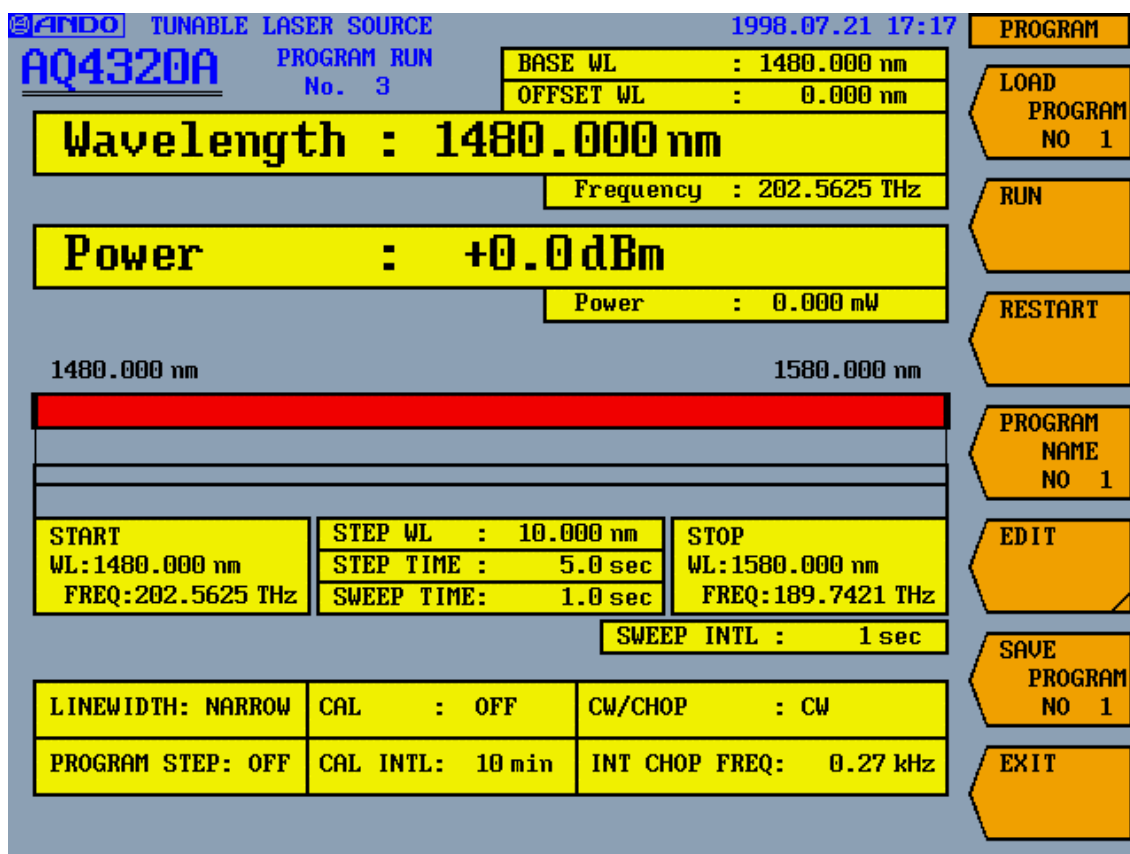 ANDO TUNABLE LASER SOURCE 1998.07.21 17:17
AQ4320A PROGRAM RUN
No. 3
BASE WL : 1480.000 nm
OFFSET WL : 0.000 nm
Wavelength : 1480.000 nm
Frequency : 202.5625 THz
Power : +0.0 dBm
Power : 0.000 mW
1480.000 nm 1580.000 nm
START
WL:1480.000 nm
FREQ:202.5625 THz
STEP WL : 10.000 nm
STEP TIME : 5.0 sec
SWEEP TIME: 1.0 sec
STOP
WL:1580.000 nm
FREQ:189.7421 THz
SWEEP INTL : 1 sec
LINEWIDTH: NARROW CAL : OFF CW/CHOP : CW
PROGRAM STEP: OFF CAL INTL: 10 min INT CHOP FREQ: 0.27 kHz
PROGRAM
LOAD
PROGRAM
NO 1
RUN
RESTART
PROGRAM
NAME
NO 1
EDIT
SAVE
PROGRAM
NO 1
EXIT